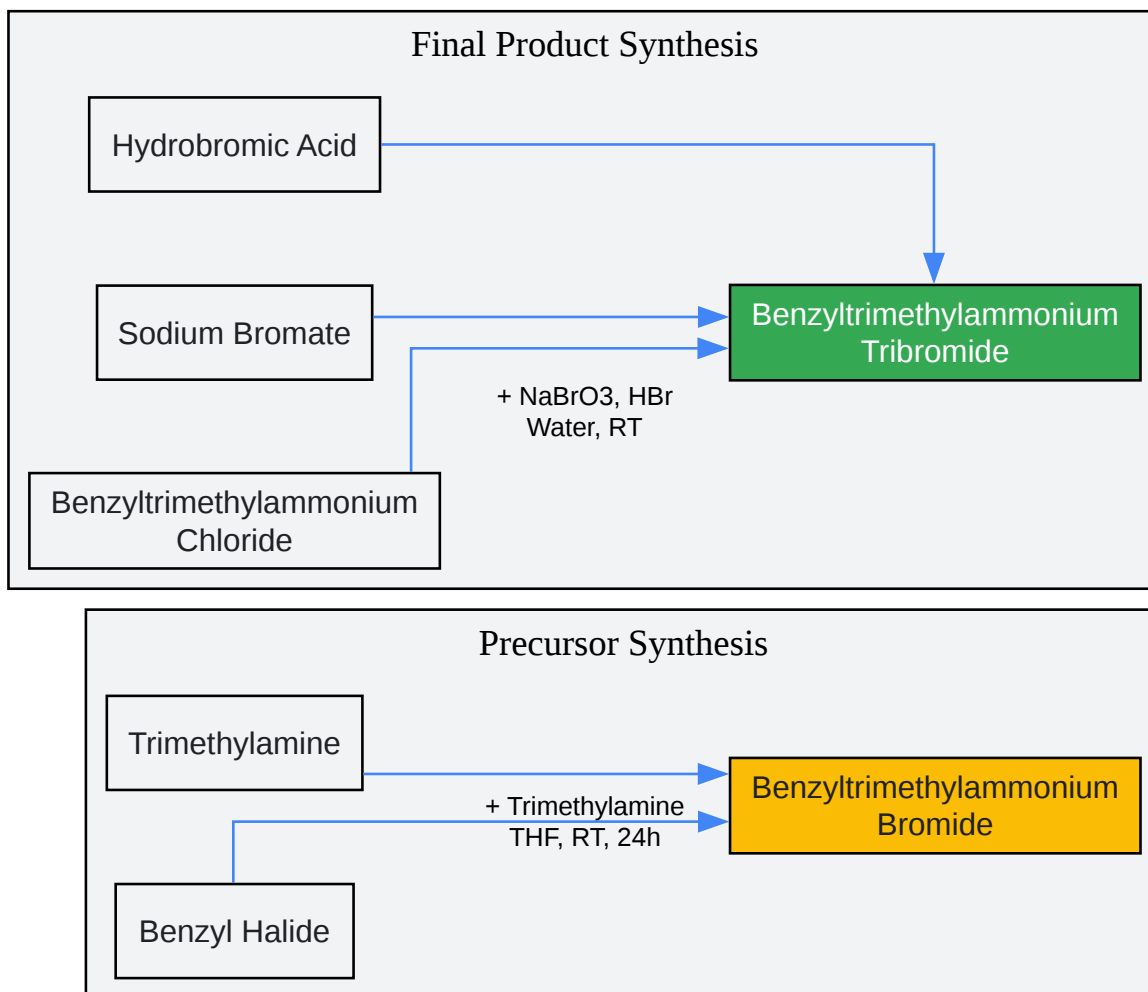 Final Product Synthesis
Hydrobromic Acid
Sodium Bromate
Benzyltrimethylammonium
Tribromide
+ NaBrO3, HBr
Water, RT
Benzyltrimethylammonium
Chloride
Precursor Synthesis
Trimethylamine
+ Trimethylamine
THF, RT, 24h
Benzyltrimethylammonium
Bromide
Benzyl Halide